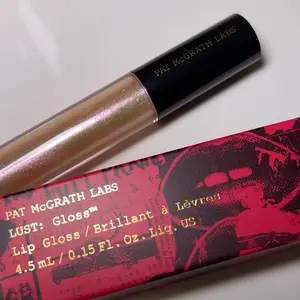 PAT McGRATH LABS
PAT McGRATH LABS
LUST: Gloss™
Lip Gloss / Brillant à Lèvres
4.5 mL / 0.15 Fl. Oz. Liq. US